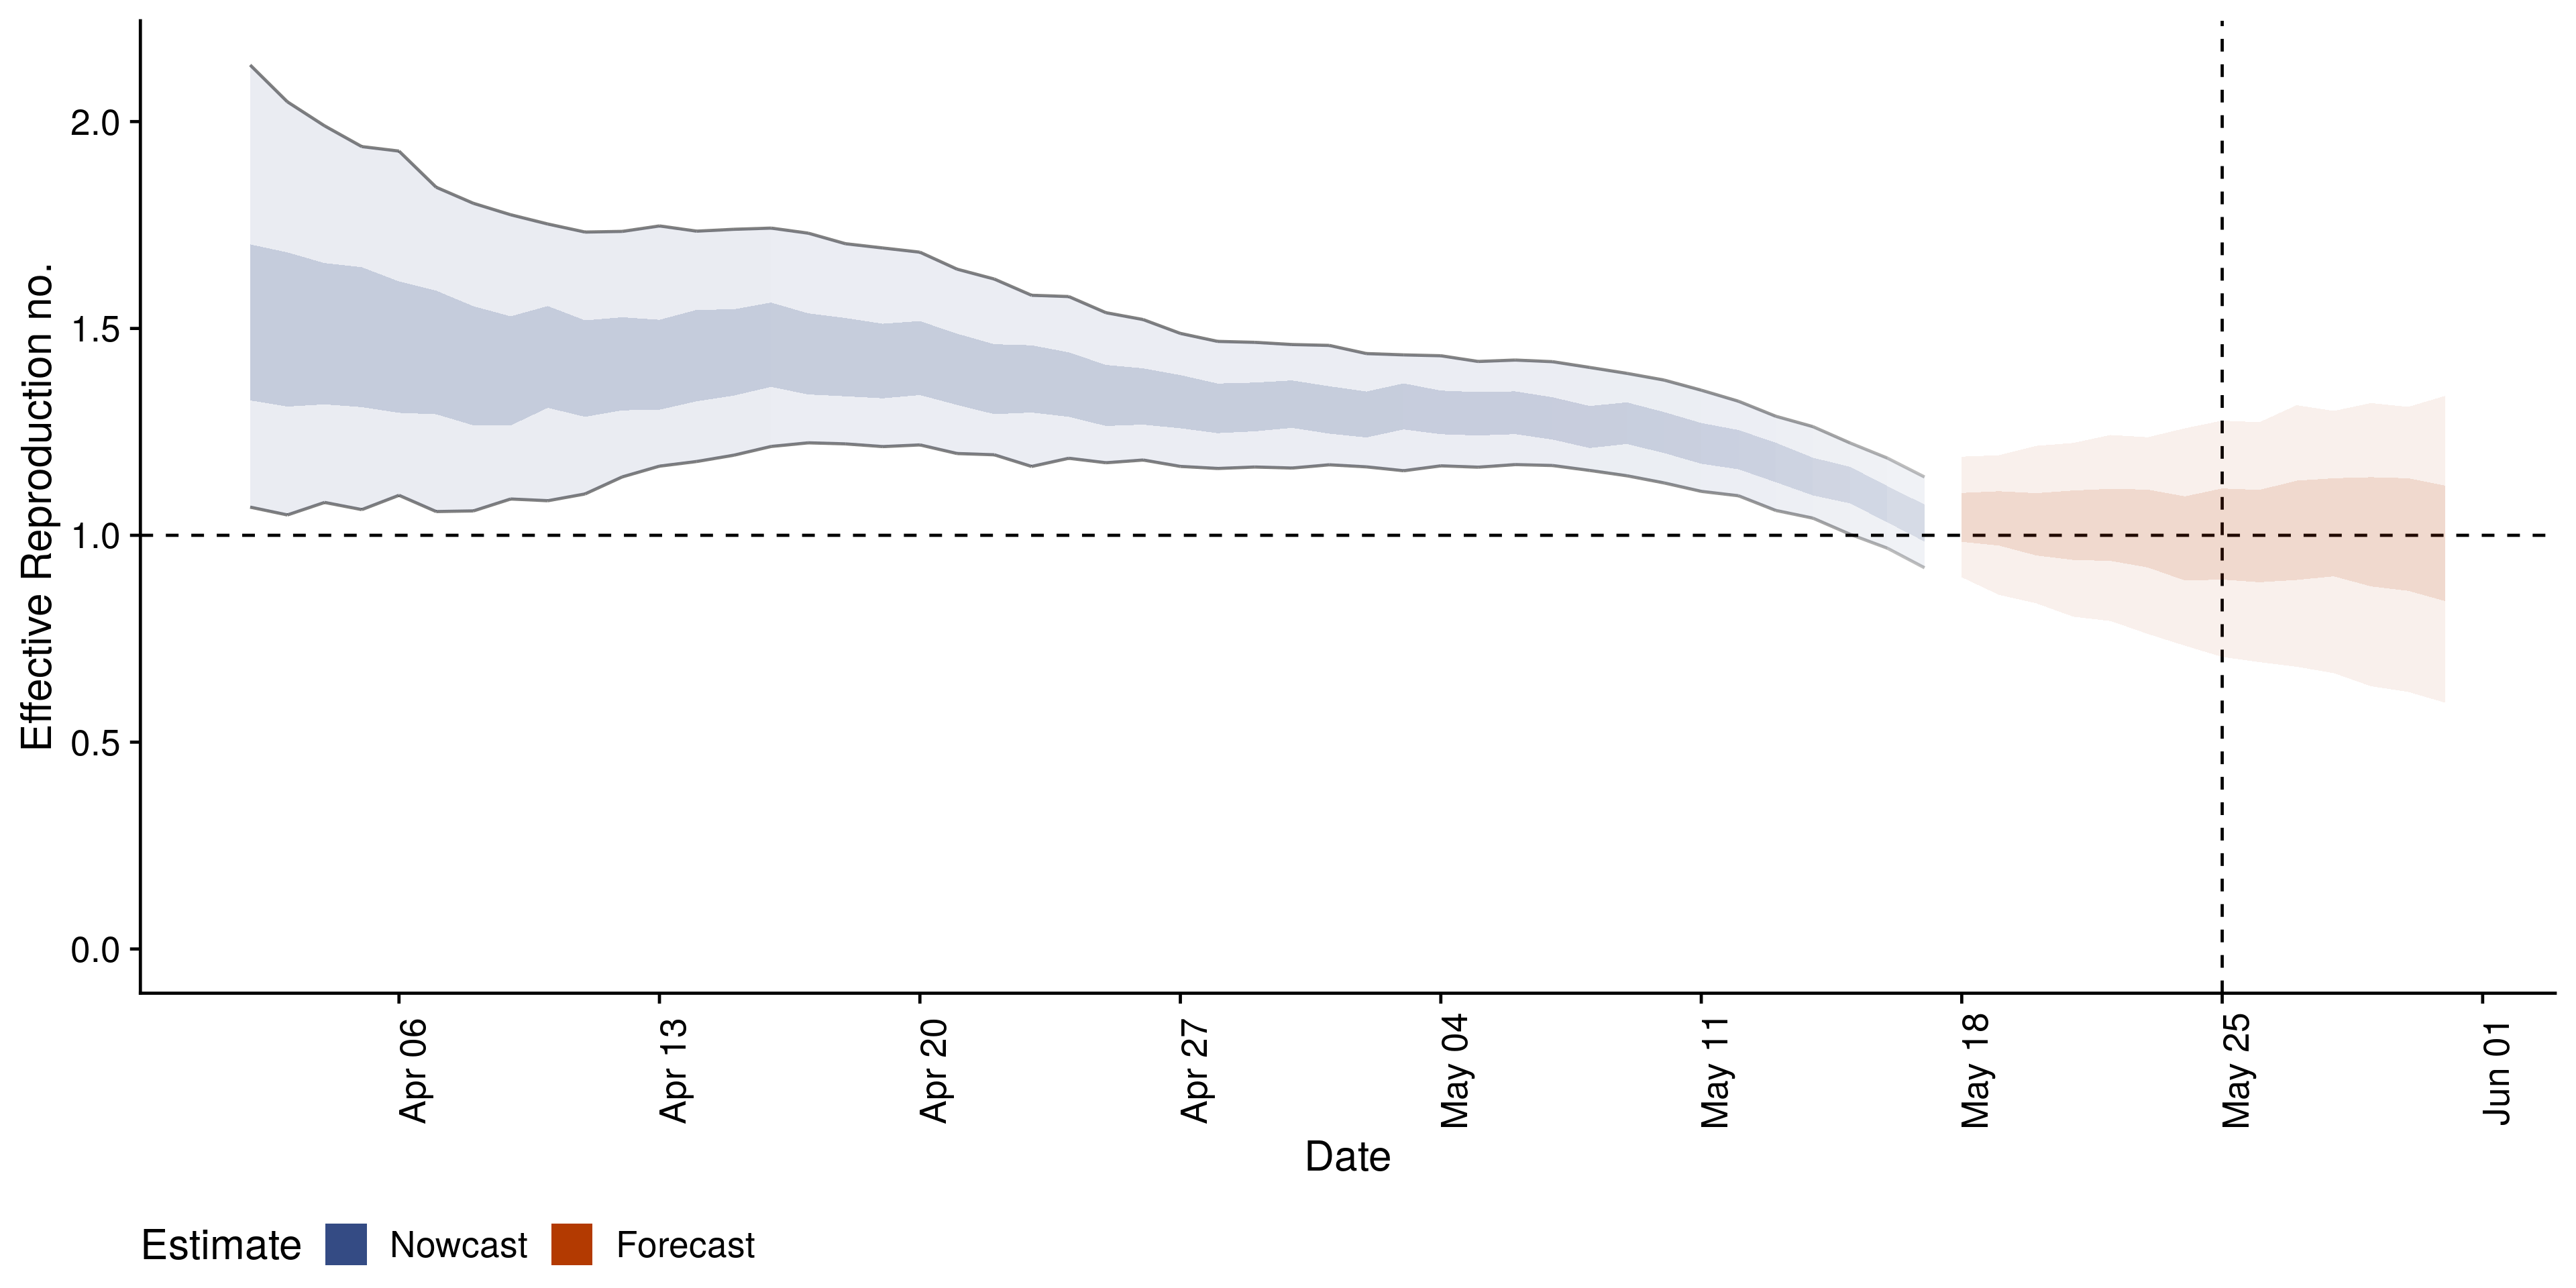 Effective Reproduction no.
2.0
1.5
1.0
0.5
0.0
Apr 06
Apr 13
Apr 20
Apr 27
May 04
May 11
May 18
May 25
Jun 01
Date
Estimate Nowcast Forecast